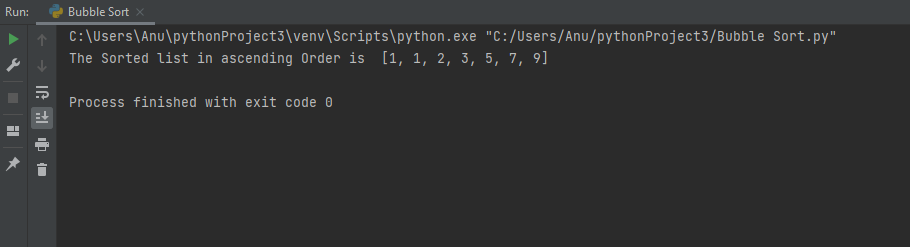 Run: Bubble Sort
C:\Users\Anu\pythonProject3\venv\Scripts\python.exe "C:/Users/Anu/pythonProject3/Bubble Sort.py"
The Sorted list in ascending Order is  [1, 1, 2, 3, 5, 7, 9]
Process finished with exit code 0